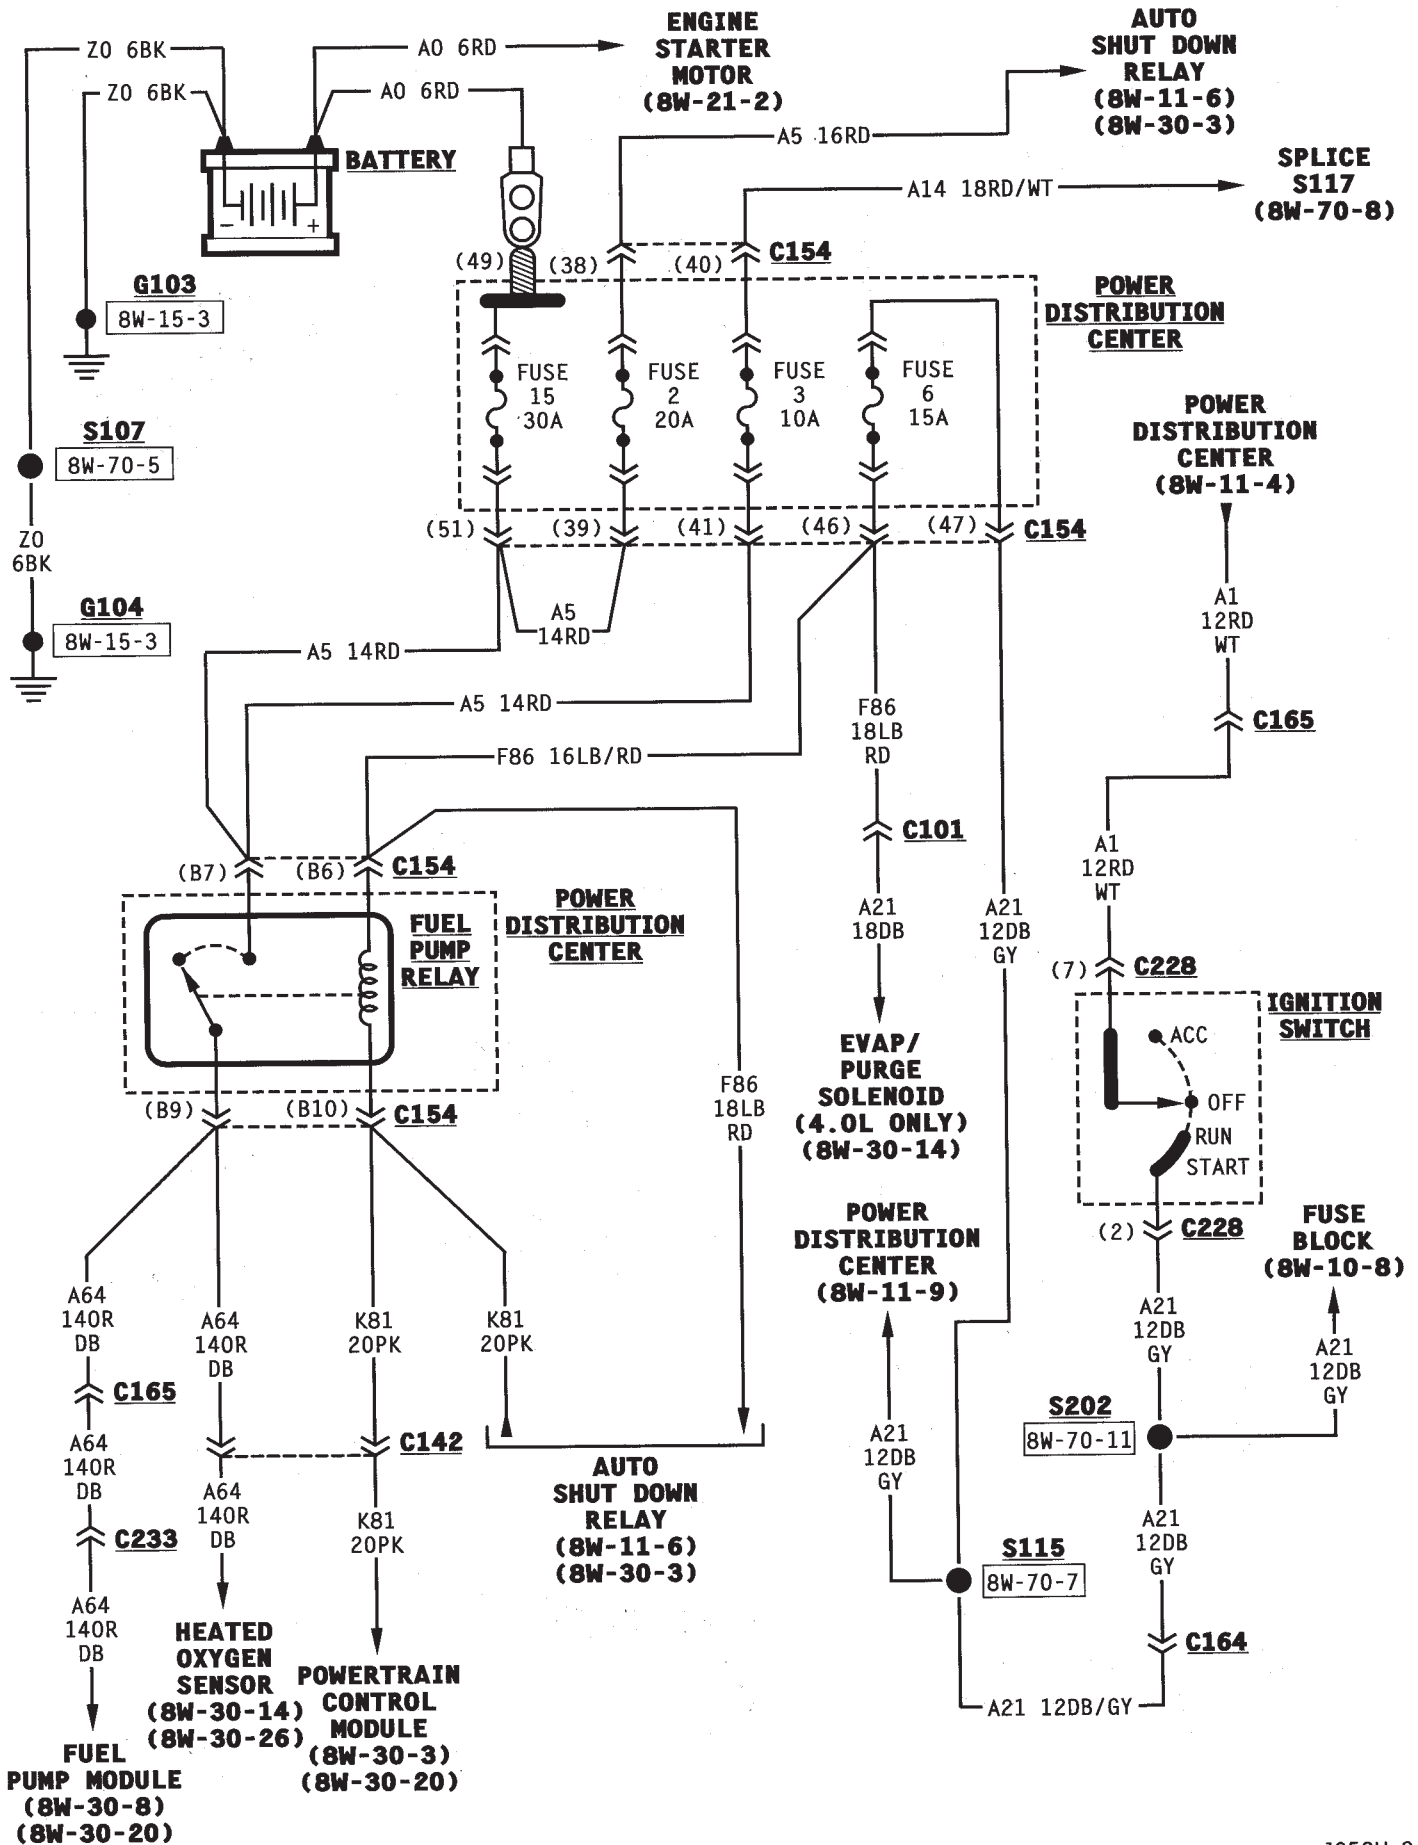 Z0 6BK
A0 6RD
ENGINE
STARTER
MOTOR
(8W-21-2)
AUTO
SHUT DOWN
RELAY
(8W-11-6)
(8W-30-3)
Z0 6BK
A0 6RD
A5 16RD
BATTERY
- +
A14 18RD/WT
SPLICE
S117
(8W-70-8)
(49)
(38)
(40)
C154
G103
8W-15-3
POWER
DISTRIBUTION
CENTER
FUSE
15
30A
FUSE
2
20A
FUSE
3
10A
FUSE
6
15A
POWER
DISTRIBUTION
CENTER
(8W-11-4)
S107
8W-70-5
(51)
(39)
(41)
(46)
(47)
C154
Z0
6BK
G104
8W-15-3
A5
14RD
A1
12RD
WT
A5 14RD
A5 14RD
F86
18LB
RD
C165
F86 16LB/RD
C101
A1
12RD
WT
(B7)
(B6)
C154
FUEL
PUMP
RELAY
POWER
DISTRIBUTION
CENTER
A21
18DB
A21
12DB
GY
(7)
C228
IGNITION
SWITCH
ACC
OFF
RUN
START
EVAP/
PURGE
SOLENOID
(4.0L ONLY)
(8W-30-14)
(B9)
(B10)
C154
F86
18LB
RD
POWER
DISTRIBUTION
CENTER
(8W-11-9)
(2)
C228
FUSE
BLOCK
(8W-10-8)
A64
14OR
DB
A64
14OR
DB
K81
20PK
K81
20PK
A21
12DB
GY
A21
12DB
GY
C165
S202
8W-70-11
A64
14OR
DB
C142
A21
12DB
GY
AUTO
SHUT DOWN
RELAY
(8W-11-6)
(8W-30-3)
A64
14OR
DB
K81
20PK
A21
12DB
GY
C233
S115
8W-70-7
A64
14OR
DB
HEATED
OXYGEN
SENSOR
(8W-30-14)
(8W-30-26)
C164
POWERTRAIN
CONTROL
MODULE
(8W-30-3)
(8W-30-20)
A21 12DB/GY
FUEL
PUMP MODULE
(8W-30-8)
(8W-30-20)